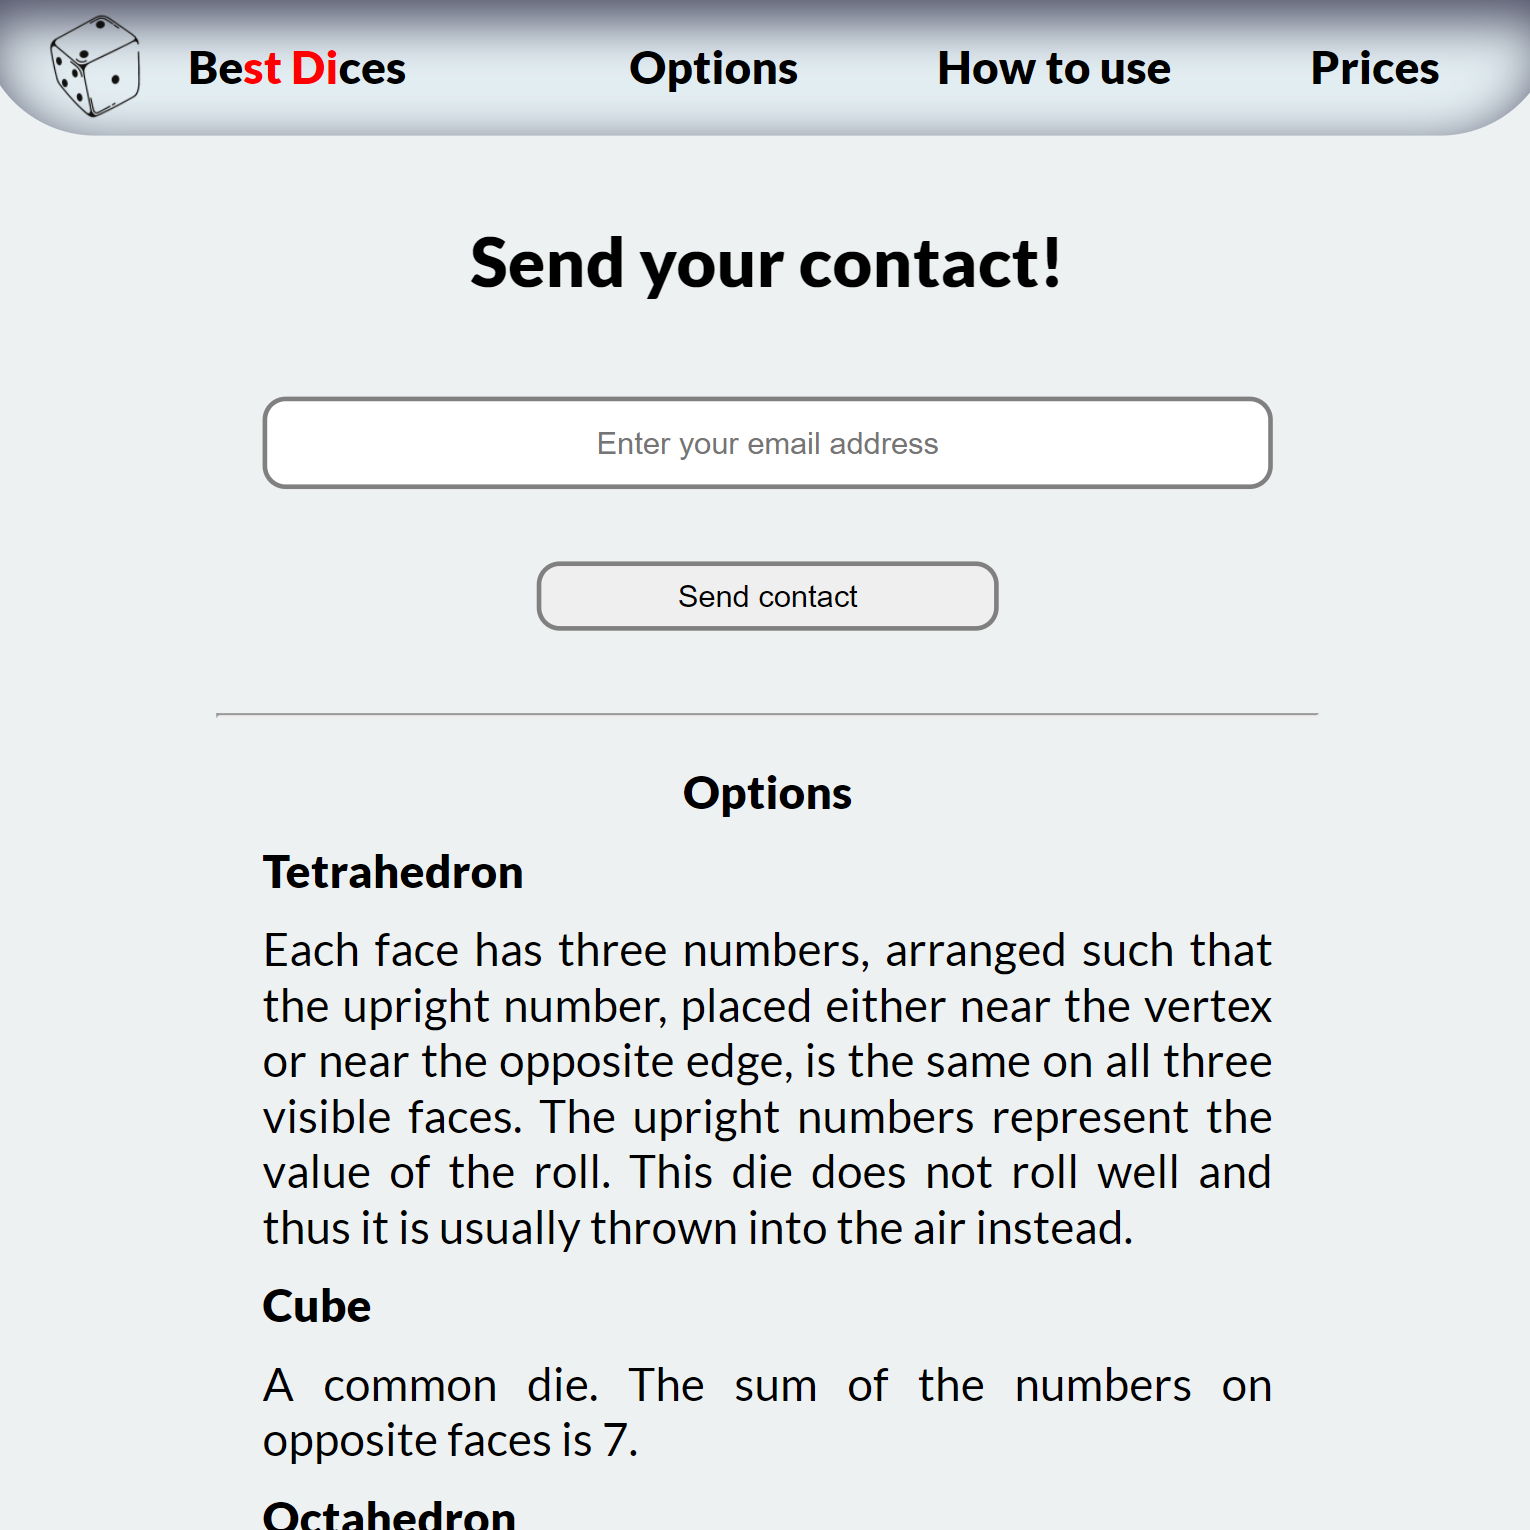 Best Dices Options How to use Prices
Send your contact!
Enter your email address
Send contact
Options
Tetrahedron
Each face has three numbers, arranged such that
the upright number, placed either near the vertex
or near the opposite edge, is the same on all three
visible faces. The upright numbers represent the
value of the roll. This die does not roll well and
thus it is usually thrown into the air instead.
Cube
A common die. The sum of the numbers on
opposite faces is 7.
Octahedron